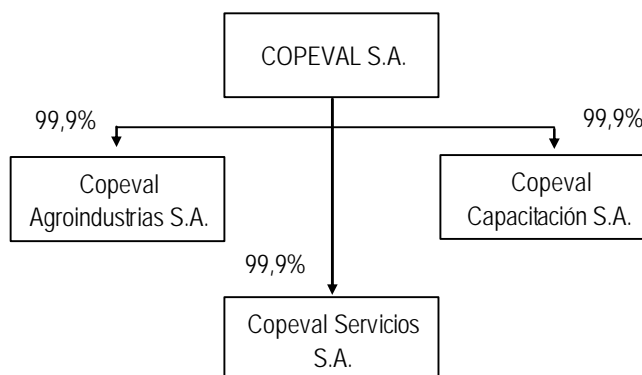 COPEVAL S.A.
99,9%
99,9%
Copeval
Agroindustrias S.A.
Copeval
Capacitación S.A.
99,9%
Copeval Servicios
S.A.